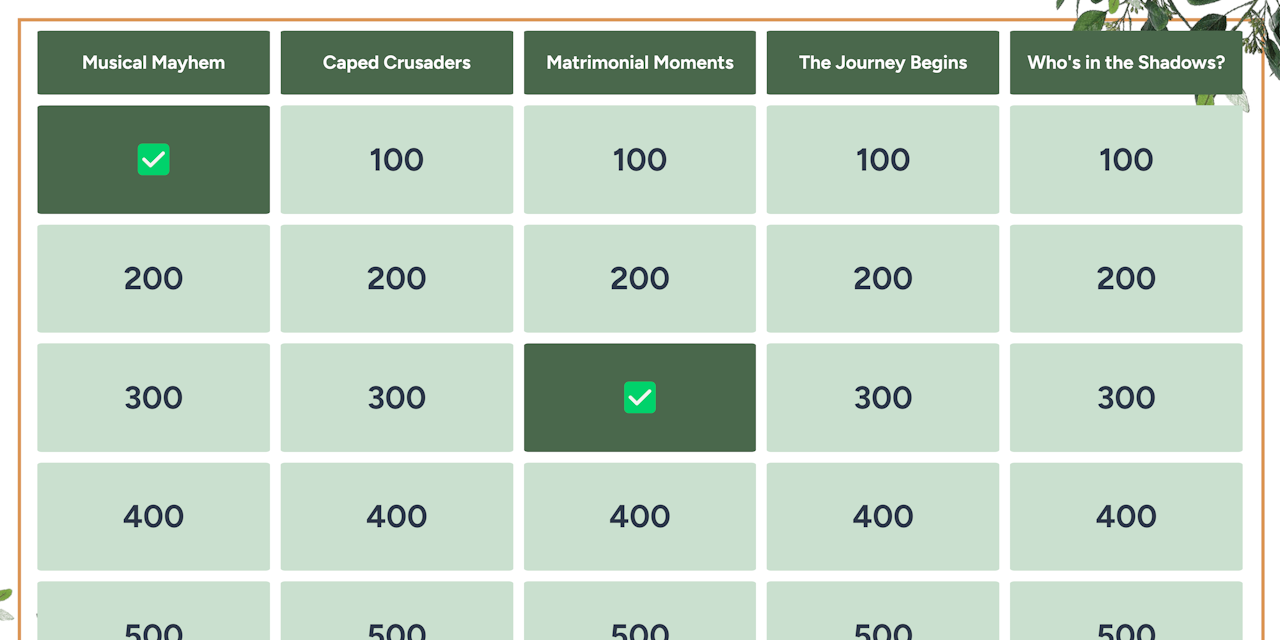 Musical Mayhem Caped Crusaders Matrimonial Moments The Journey Begins Who's in the Shadows?
100 100 100 100
200 200 200 200 200
300 300 300 300
400 400 400 400 400
500 500 500 500 500